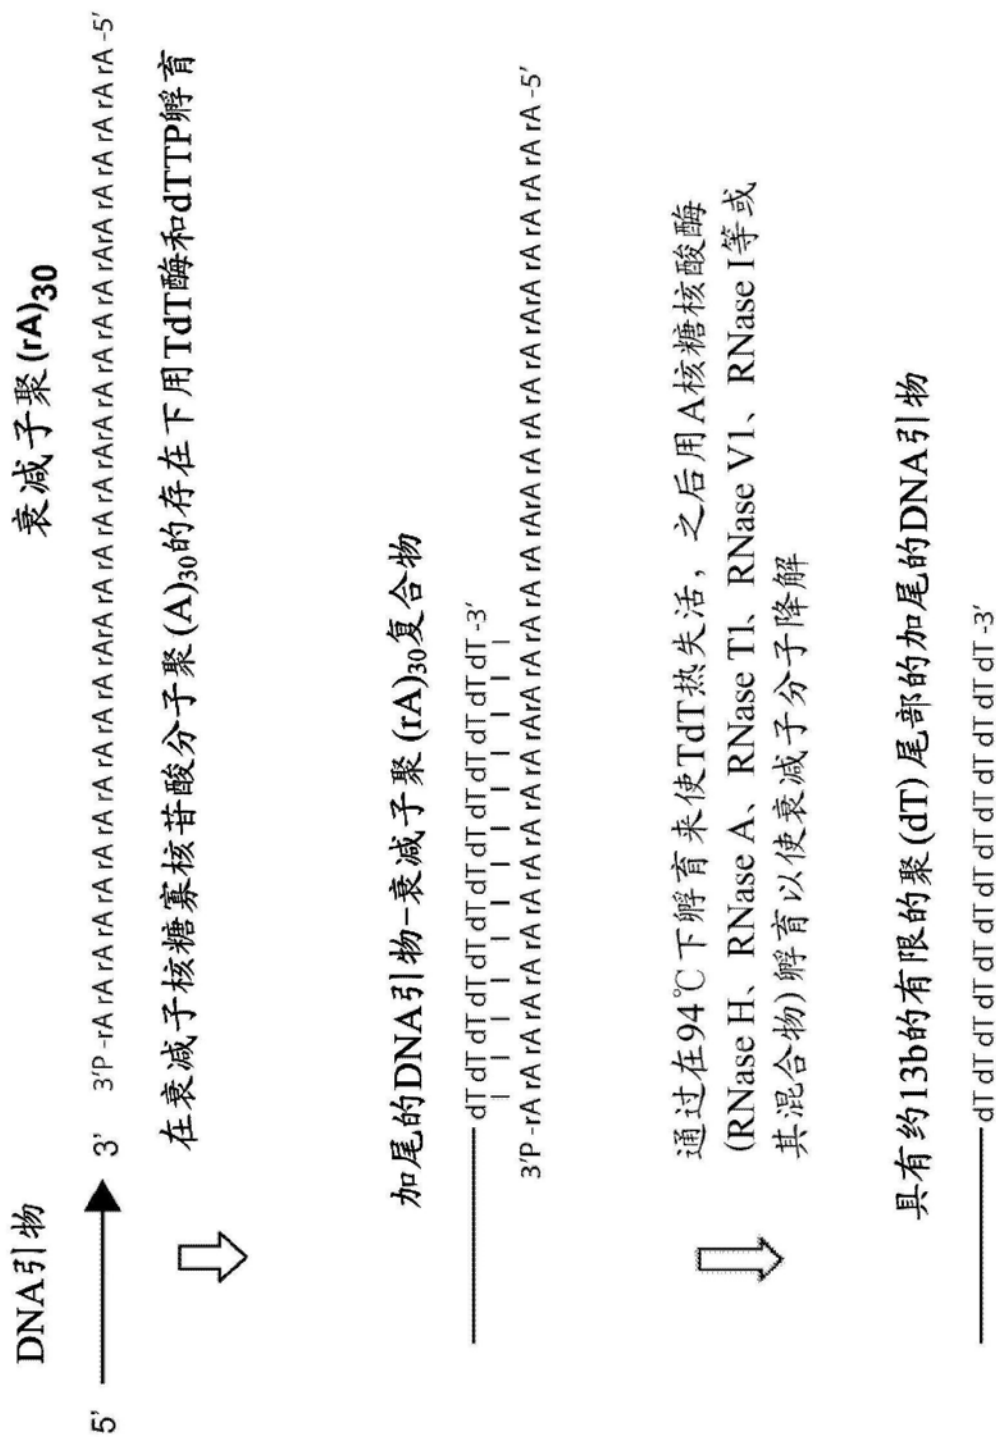 DNA引物 衰减子聚(rA)30
5' 3' 3'P -rA rA rA rA rA rA rA rA rA rA rA rArA rA rA rA rA rArA rA rA rA rA rArA rA rA rA rA rA -5'
在衰减子核糖寡核苷酸分子聚(A)30的存在下用TdT酶和dTTP孵育
加尾的DNA引物-衰减子聚(rA)30复合物
dT dT dT dT dT dT dT dT dT dT dT dT dT -3'
3'P -rA rA rA rA rA rA rA rA rA rA rA rArA rA rA rA rA rArA rA rA rA rA rArA rA rA rA rA rA -5'
通过在94℃下孵育来使TdT热失活，之后用A核糖核酸酶
(RNase H、RNase A、RNase T1、RNase V1、RNase I等或
其混合物)孵育以使衰减子分子降解
具有约13b的有限的聚(dT)尾部的加尾的DNA引物
dT dT dT dT dT dT dT dT dT dT dT dT dT -3'